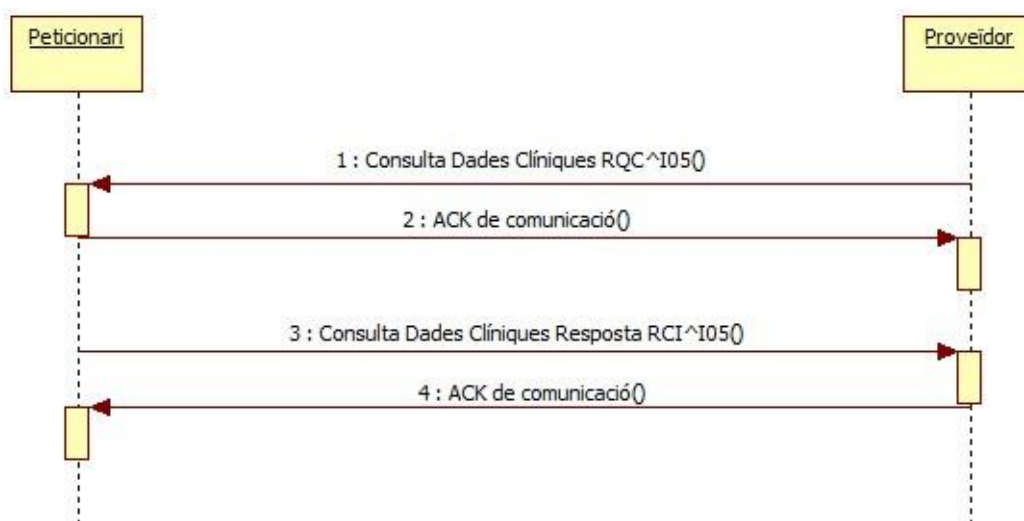 Peticionari
Proveïdor
1 : Consulta Dades Clíniques RQC^I05()
2 : ACK de comunicació()
3 : Consulta Dades Clíniques Resposta RCI^I05()
4 : ACK de comunicació()